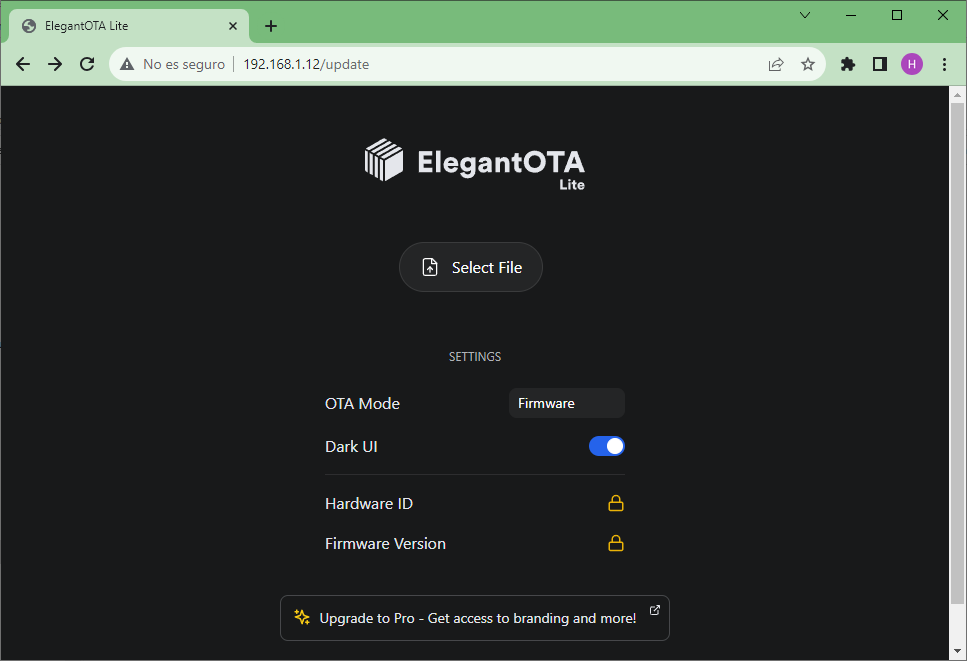 ElegantOTA Lite
No es seguro 192.168.1.12/update
H
ElegantOTA
Lite
Select File
SETTINGS
OTA Mode Firmware
Dark UI
Hardware ID
Firmware Version
Upgrade to Pro - Get access to branding and more!